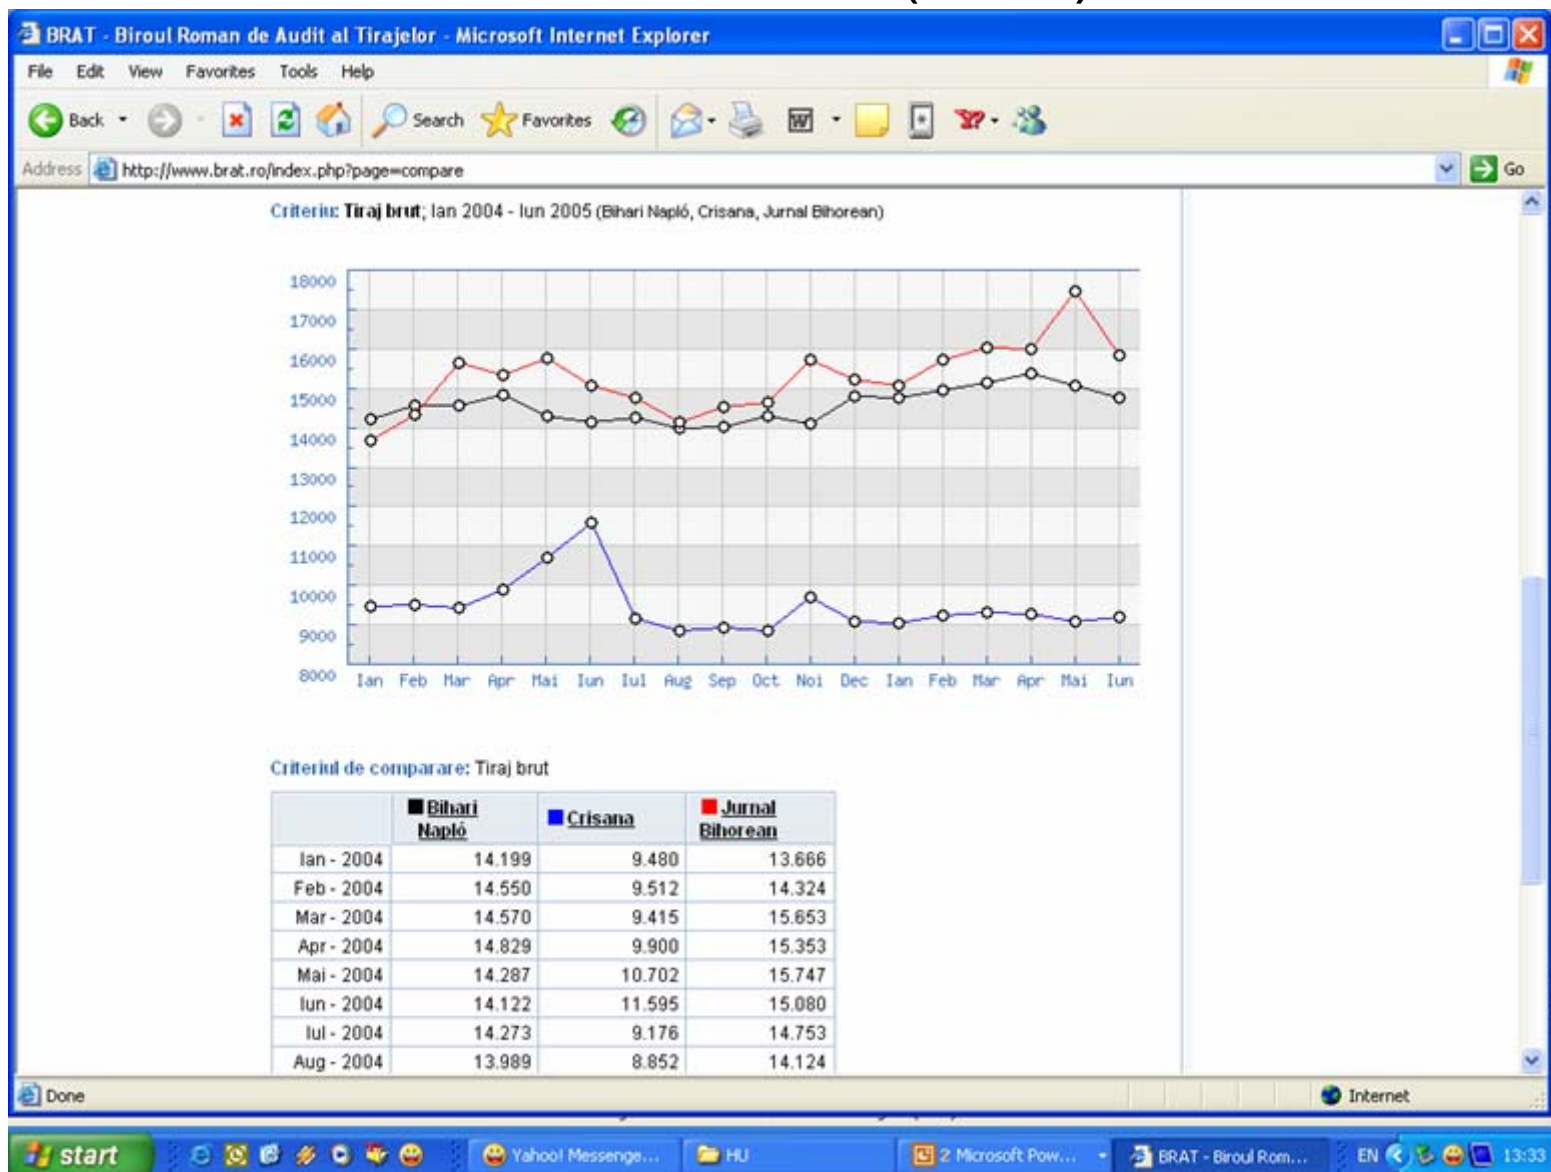 BRAT - Biroul Roman de Audit al Tirajelor - Microsoft Internet Explorer
File Edit View Favorites Tools Help
Back Search Favorites
Address http://www.brat.ro/index.php?page=compare Go
Criteriu: Tiraj brut; Ian 2004 - Iun 2005 (Bihari Napló, Crisana, Jurnal Bihorean)
18000
17000
16000
15000
14000
13000
12000
11000
10000
9000
8000
Ian Feb Mar Apr Mai Iun Iul Aug Sep Oct Noi Dec Ian Feb Mar Apr Mai Iun
Criteriul de comparare: Tiraj brut
Bihari Napló Crisana Jurnal Bihorean
Ian - 2004 14.199 9.480 13.666
Feb - 2004 14.550 9.512 14.324
Mar - 2004 14.570 9.415 15.653
Apr - 2004 14.829 9.900 15.353
Mai - 2004 14.287 10.702 15.747
Iun - 2004 14.122 11.595 15.080
Iul - 2004 14.273 9.176 14.753
Aug - 2004 13.989 8.852 14.124
Done Internet
start Yahoo! Messenge... HU 2 Microsoft Pow... BRAT - Biroul Rom... EN 13:33